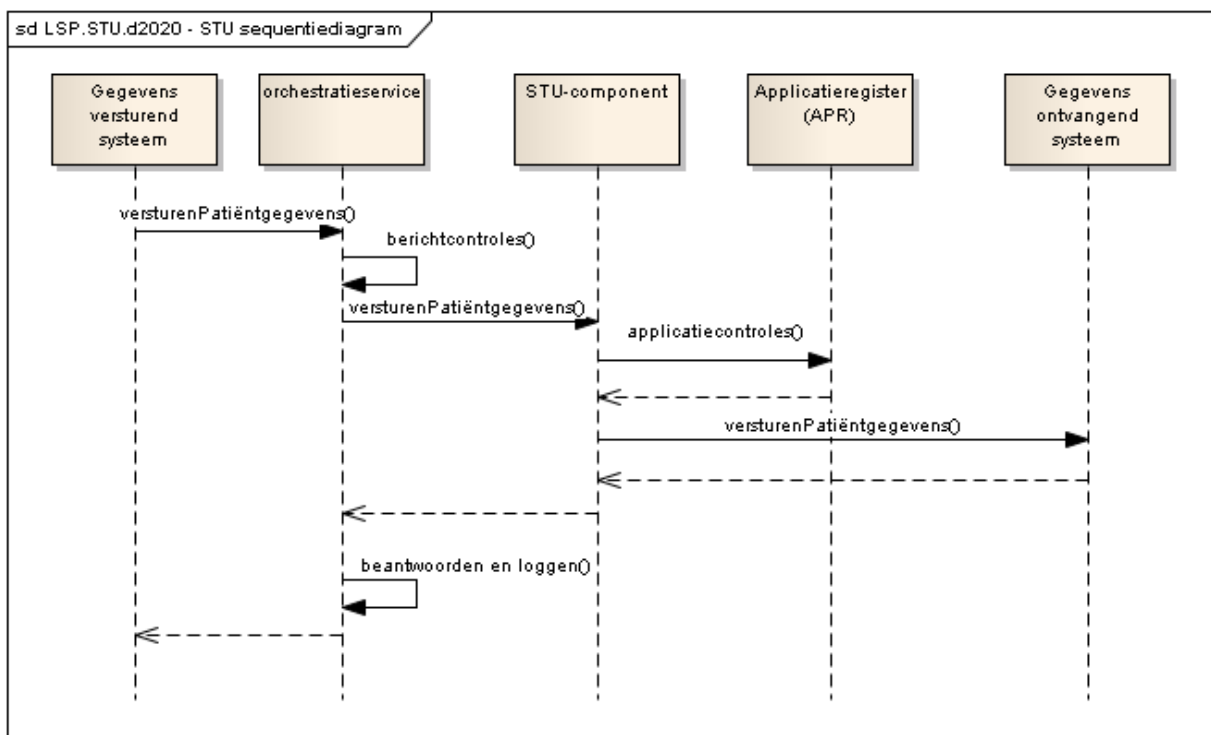 sd LSP.STU.d2020 - STU sequentiediagram
Gegevens
versturend
systeem
orchestratieservice
STU-component
Applicatieregister
(APR)
Gegevens
ontvangend
systeem
versturenPatiëntgegevens()
berichtcontroles()
versturenPatiëntgegevens()
applicatiecontroles()
versturenPatiëntgegevens()
beantwoorden en loggen()